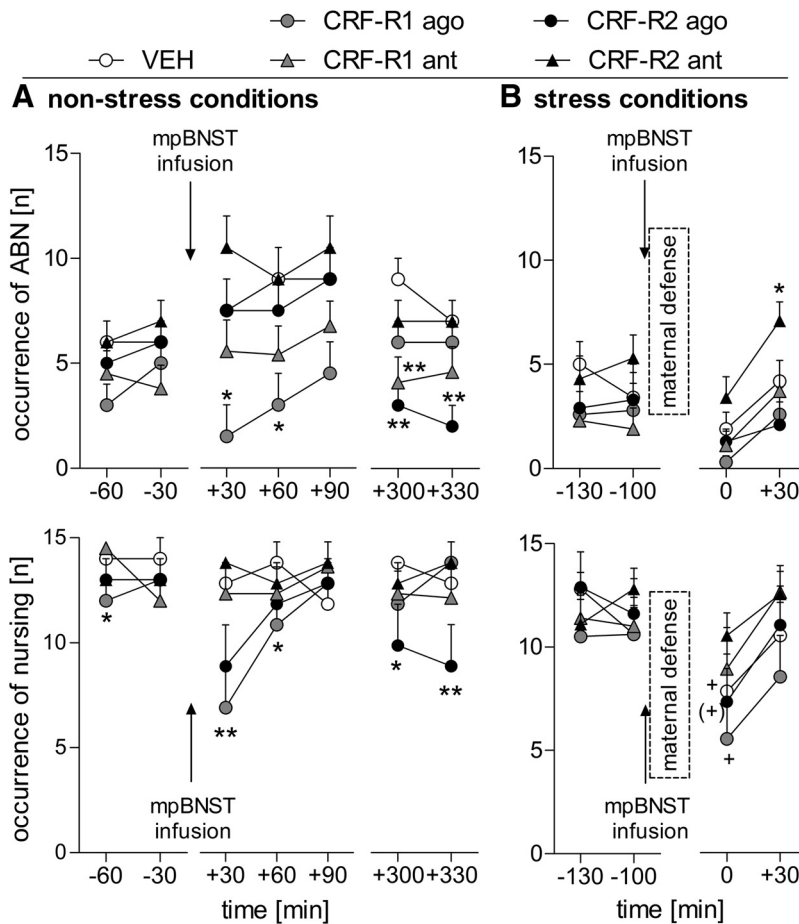 CRF-R1 ago CRF-R2 ago
VEH CRF-R1 ant CRF-R2 ant
A non-stress conditions B stress conditions
mpBNST
infusion
mpBNST
infusion
occurrence of ABN [n]
15
10
5
0
*
*
**
**
**
-60 -30 +30 +60 +90 +300 +330
15
10
5
0
maternal defense
*
-130 -100 0 +30
occurrence of nursing [n]
15
10
5
0
*
**
*
*
**
mpBNST
infusion
-60 -30 +30 +60 +90 +300 +330
time [min]
15
10
5
0
maternal defense
+
(+)
+
mpBNST
infusion
-130 -100 0 +30
time [min]